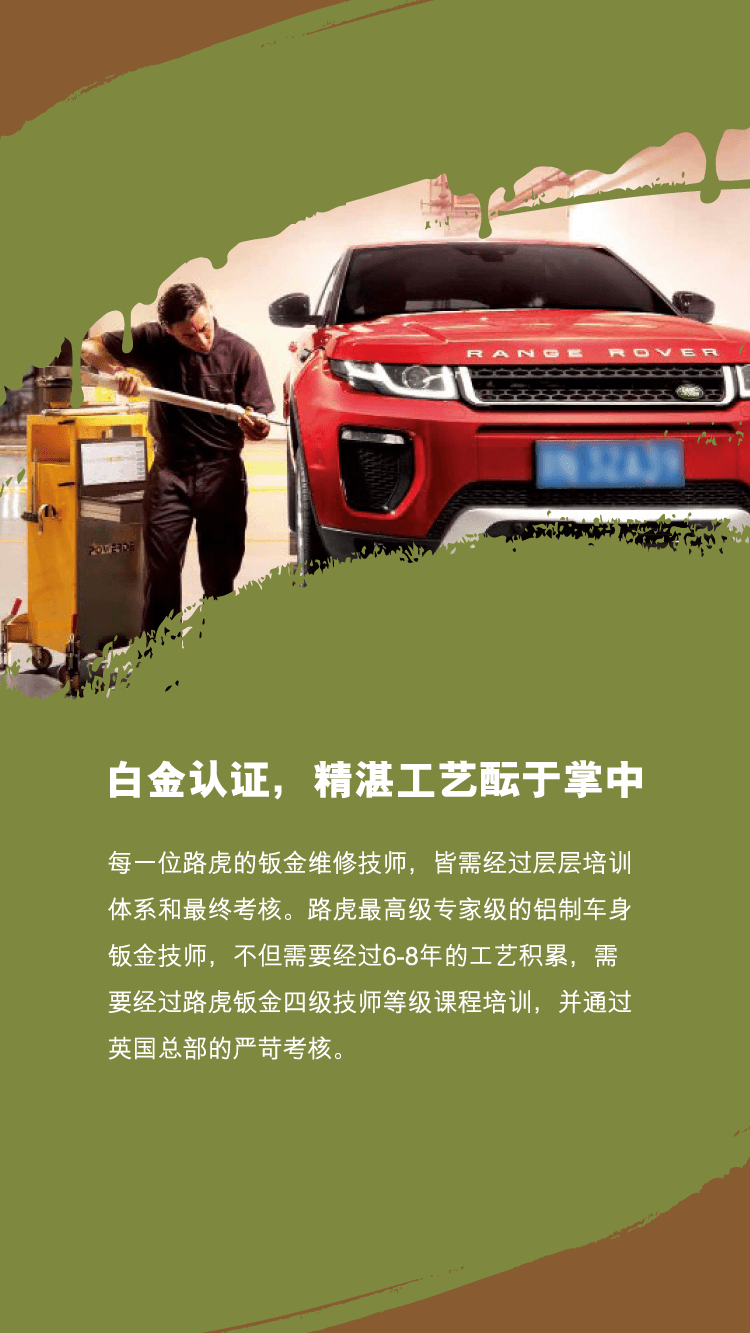 RANGE ROVER
POWERDE
白金认证，精湛工艺酝于掌中
每一位路虎的钣金维修技师，皆需经过层层培训
体系和最终考核。路虎最高级专家级的铝制车身
钣金技师，不但需要经过6-8年的工艺积累，需
要经过路虎钣金四级技师等级课程培训，并通过
英国总部的严苛考核。